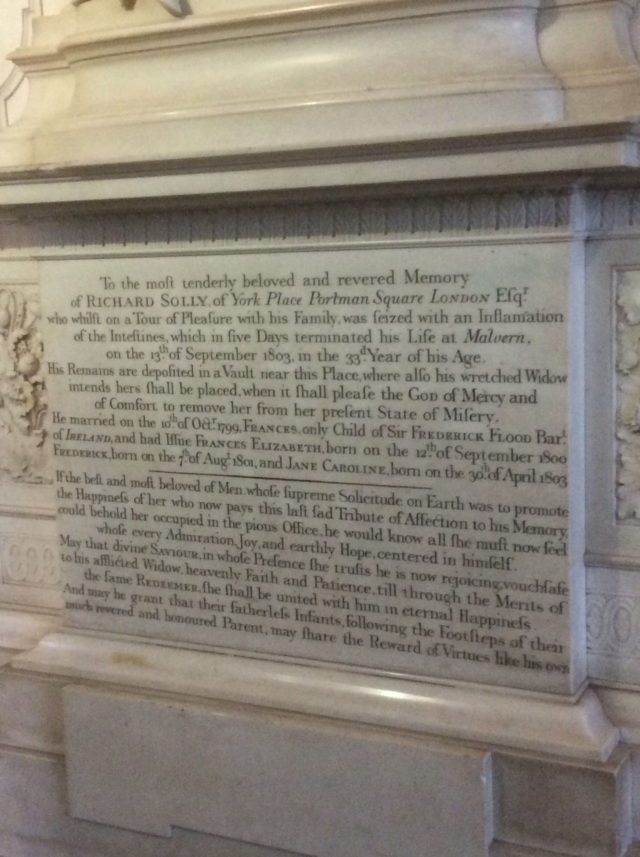 To the moſt tenderly beloved and revered Memory
of RICHARD SOLLY, of York Place Portman Square LONDON Eſqr.
who whilſt on a Tour of Pleaſure with his Family, was ſeized with an Inflamation
of the Inteſtines, which in five Days terminated his Life at Malvern,
on the 13th of September 1803, in the 33d Year of his Age.
His Remains are depoſited in a Vault near this Place, where alſo his wretched Widow
intends hers ſhall be placed, when it ſhall pleaſe the GOD of Mercy and
of Comfort to remove her from her preſent State of Miſery.
He married on the 10th of Octr. 1799, FRANCES, only Child of Sir FREDERICK FLOOD Bart.
of IRELAND, and had Iſſue FRANCES ELIZABETH, born on the 12th of September 1800
FREDERICK, born on the 7th of Augt. 1801, and JANE CAROLINE, born on the 30th of April 1803
If the beſt and moſt beloved of Men, whoſe ſupreme Solicitude on Earth was to promote
the Happineſs of her who now pays this laſt ſad Tribute of Affection to his Memory,
could behold her occupied in the pious Office, he would know all ſhe muſt now feel
whoſe every Admiration, Joy, and earthly Hope, centered in himſelf.
May that divine SAVIOUR, in whoſe Preſence ſhe truſts he is now rejoicing, vouchſafe
to his afflicted Widow, heavenly Faith and Patience, till through the Merits of
the ſame REDEEMER, ſhe ſhall be united with him in eternal Happineſs
And may he grant that their fatherleſs Infants, following the Footſteps of their
much revered and honoured Parent, may ſhare the Reward of Virtues like his own